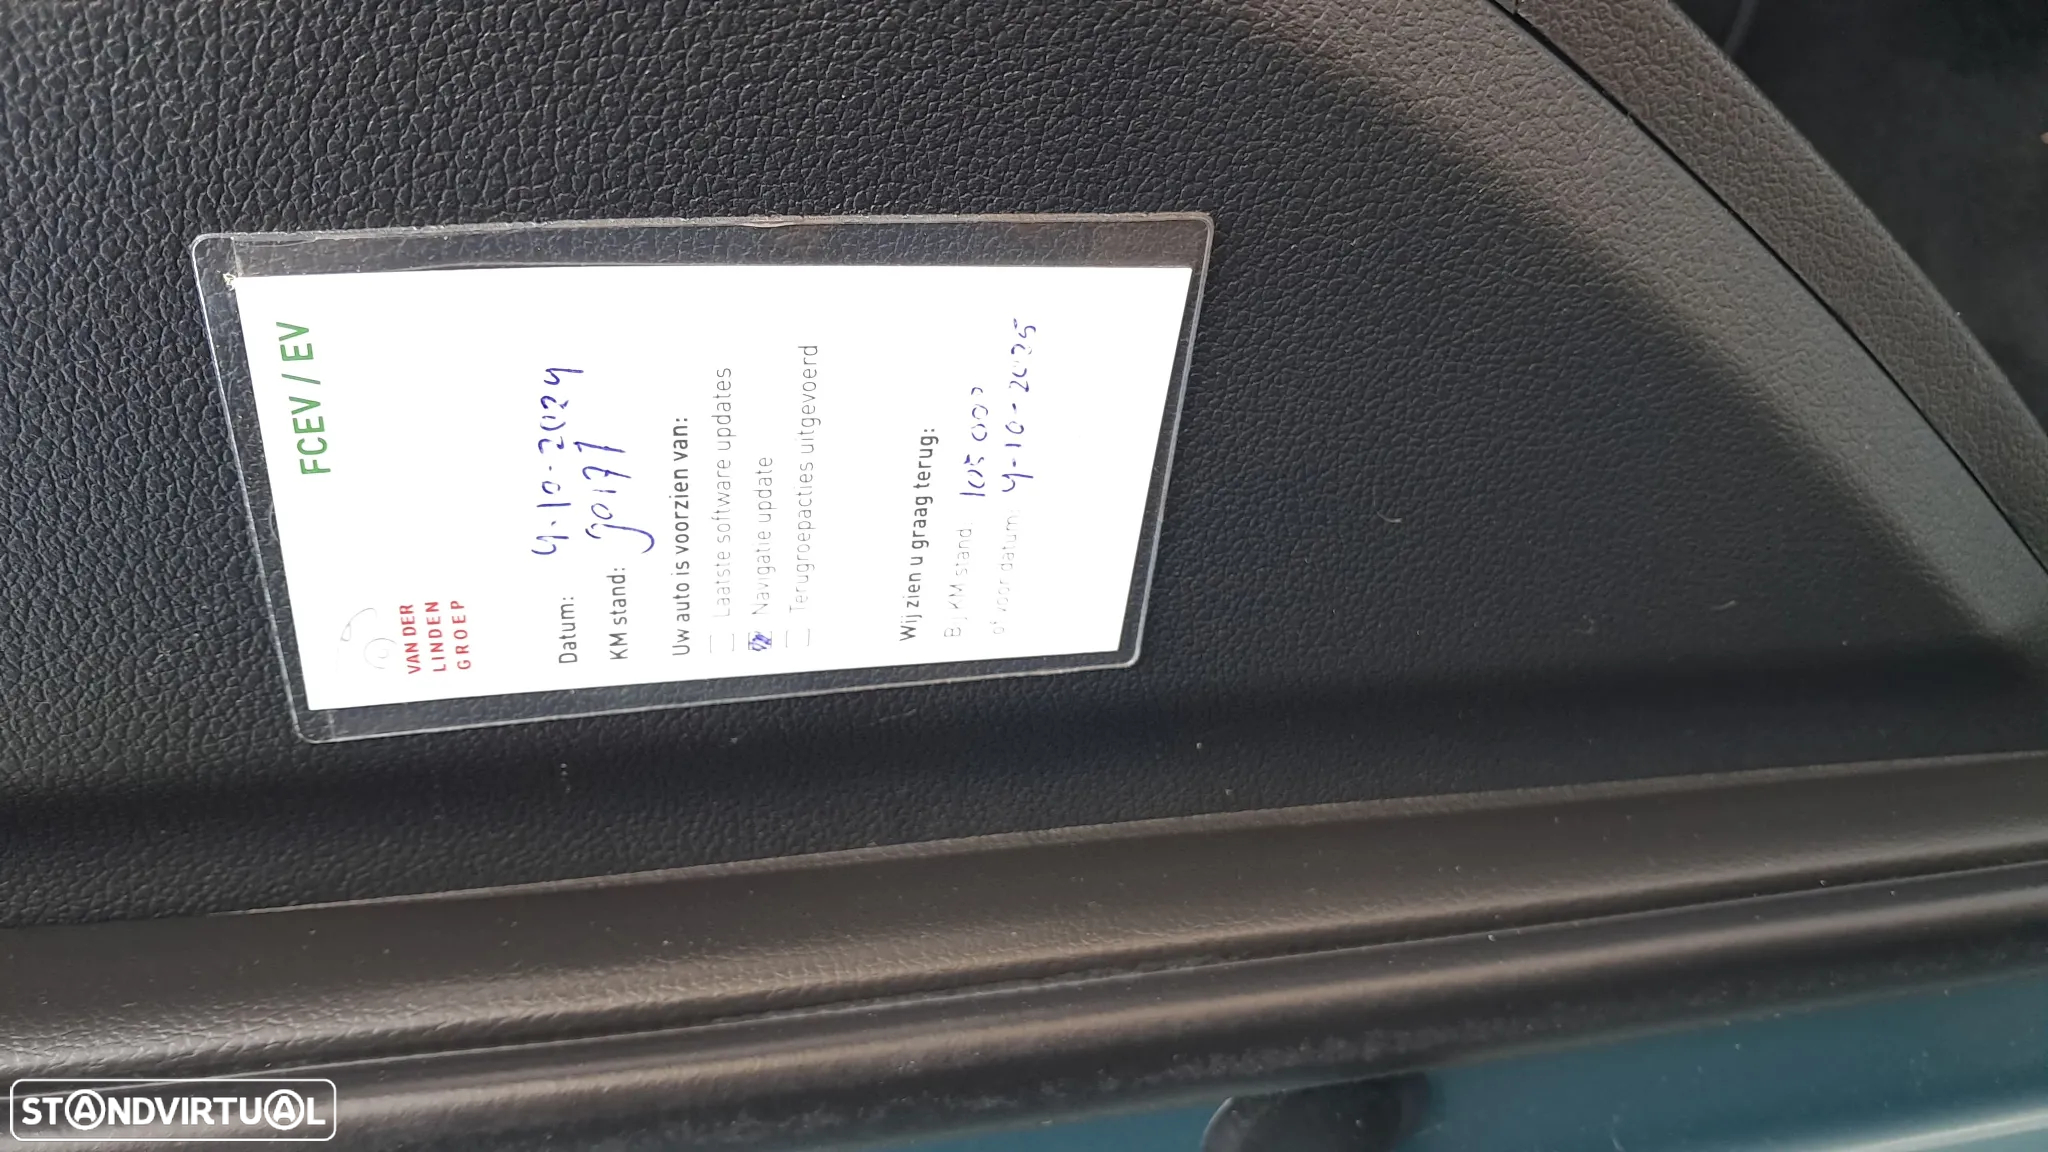 FCEV / EV
VAN DER
LINDEN
GROEP
Datum: 4-10-2024
KM stand: 90177
Uw auto is voorzien van:
Laatste software updates
Navigatie update
Terugroepacties uitgevoerd
Wij zien u graag terug:
Bij KM stand 105 000
of voor datum: 4-10-2025
STANDVIRTUAL